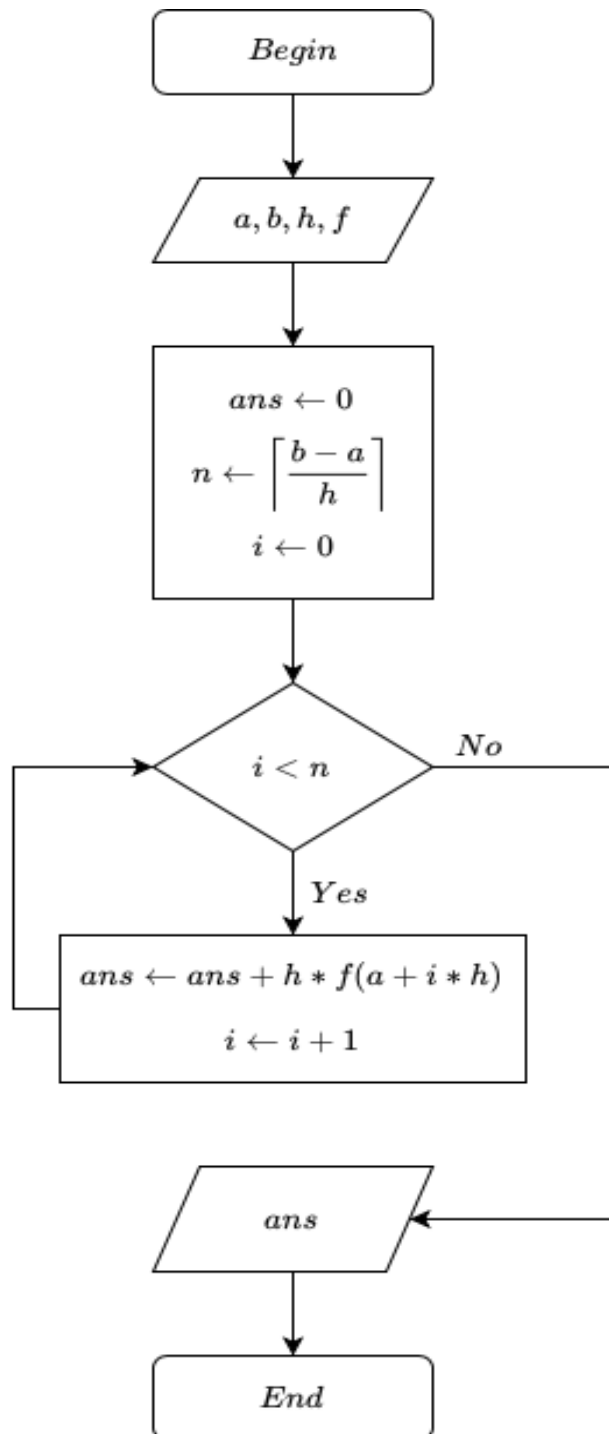 Begin
a, b, h, f
ans ← 0
n ← ⌈(b − a)/h⌉
i ← 0
i < n
No
Yes
ans ← ans + h ∗ f(a + i ∗ h)
i ← i + 1
ans
End